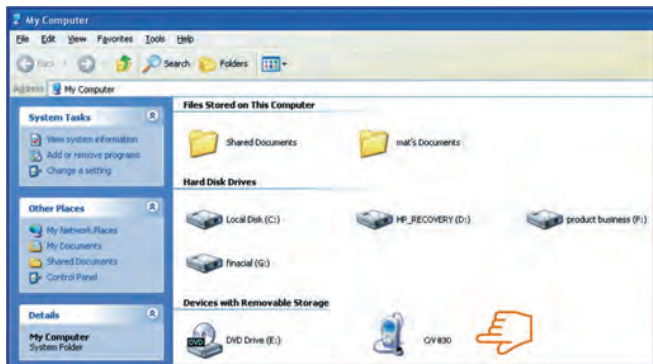 My Computer
File Edit View Favorites Tools Help
Back Search Folders
Address My Computer
System Tasks
View system information
Add or remove programs
Change a setting
Other Places
My Network Places
My Documents
Shared Documents
Control Panel
Details
My Computer
System Folder
Files Stored on This Computer
Shared Documents mat's Documents
Hard Disk Drives
Local Disk (C:) HP_RECOVERY (D:) product business (F:)
finacial (G:)
Devices with Removable Storage
DVD Drive (E:) QV830
DVD